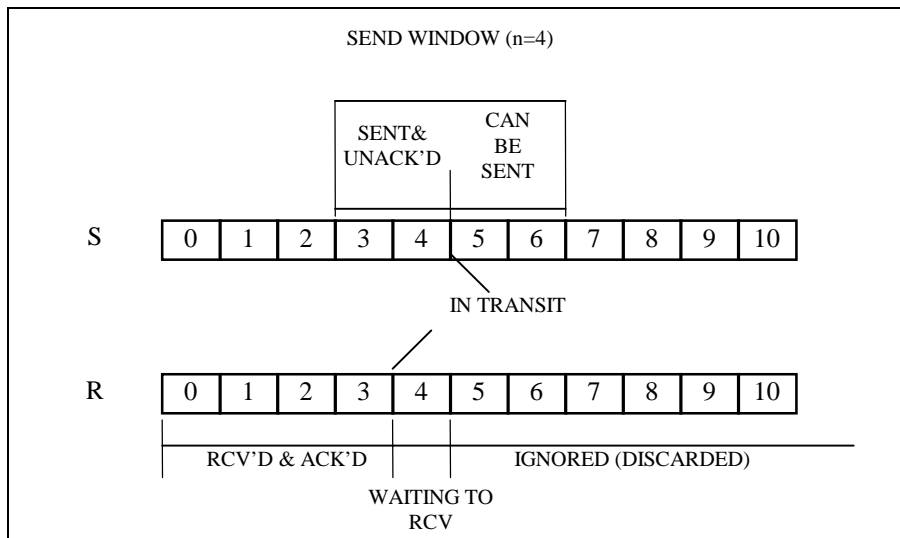 SEND WINDOW (n=4)
SENT&
UNACK’D
CAN
BE
SENT
S
0 1 2 3 4 5 6 7 8 9 10
IN TRANSIT
R
0 1 2 3 4 5 6 7 8 9 10
RCV’D & ACK’D
IGNORED (DISCARDED)
WAITING TO
RCV